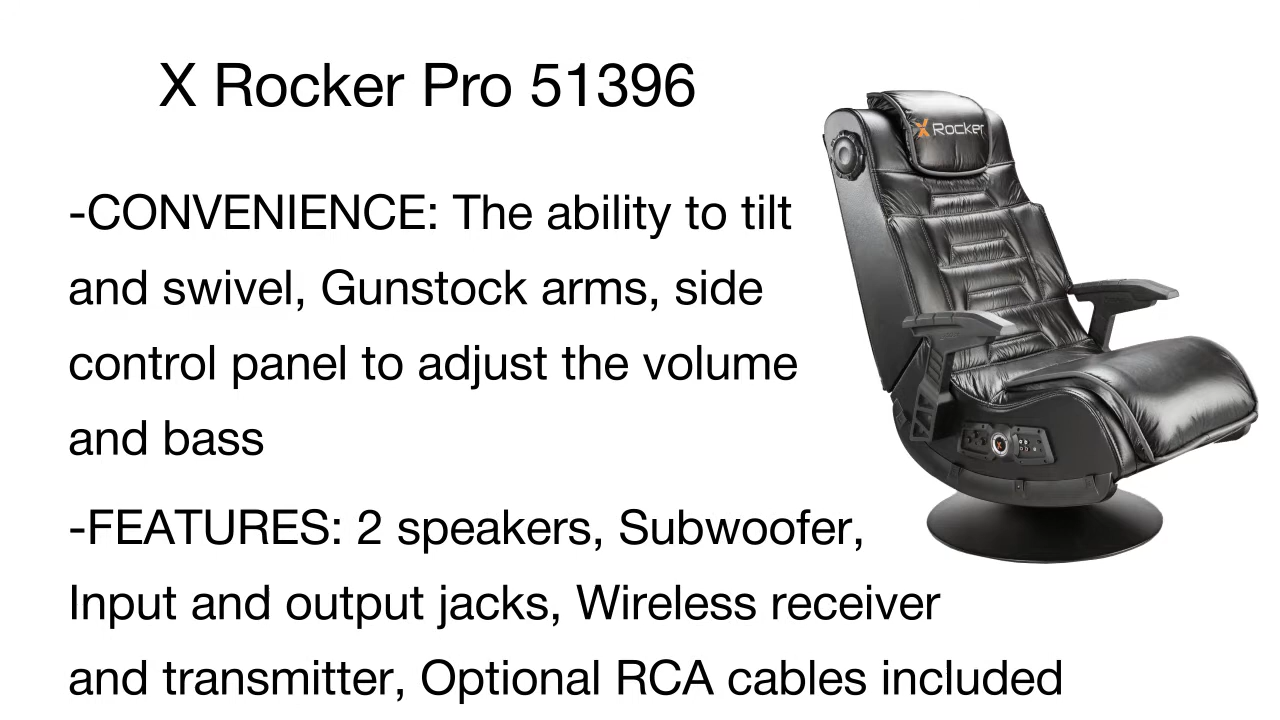 X Rocker Pro 51396
X Rocker
-CONVENIENCE: The ability to tilt
and swivel, Gunstock arms, side
control panel to adjust the volume
and bass
-FEATURES: 2 speakers, Subwoofer,
Input and output jacks, Wireless receiver
and transmitter, Optional RCA cables included